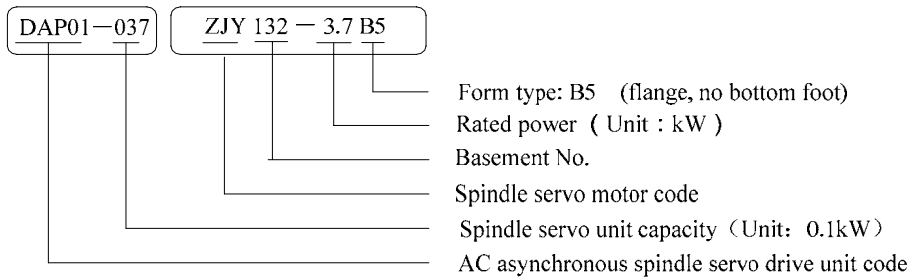 DAP01－037 ZJY 132－3.7 B5
Form type: B5 (flange, no bottom foot)
Rated power ( Unit：kW )
Basement No.
Spindle servo motor code
Spindle servo unit capacity（Unit：0.1kW）
AC asynchronous spindle servo drive unit code